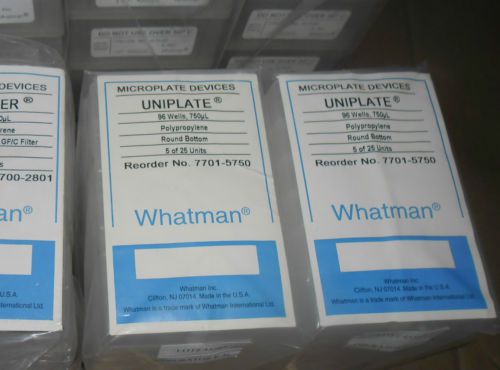 DO NOT USE OVER 50° C
ER®
µL
rene
GF/C Filter
s
ts
700-2801
U.S.A.
rnational Ltd.
MICROPLATE DEVICES
UNIPLATE®
96 Wells, 750µL
Polypropylene
Round Bottom
5 of 25 Units
Reorder No. 7701-5750
Whatman®
Whatman Inc.
Clifton, NJ 07014. Made in the U.S.A.
Whatman is a trade mark of Whatman International Ltd.
MICROPLATE DEVICES
UNIPLATE®
96 Wells, 750µL
Polypropylene
Round Bottom
5 of 25 Units
Reorder No. 7701-5750
Whatman®
Whatman Inc.
Clifton, NJ 07014. Made in the U.S.A.
Whatman is a trade mark of Whatman International Ltd.